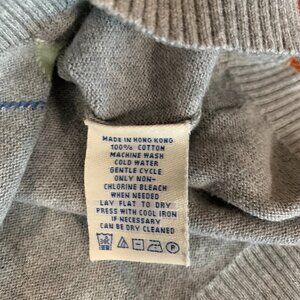 MADE IN HONG KONG
100% COTTON
MACHINE WASH
COLD WATER
GENTLE CYCLE
ONLY NON-
CHLORINE BLEACH
WHEN NEEDED
LAY FLAT TO DRY
PRESS WITH COOL IRON
IF NECESSARY
CAN BE DRY CLEANED
P